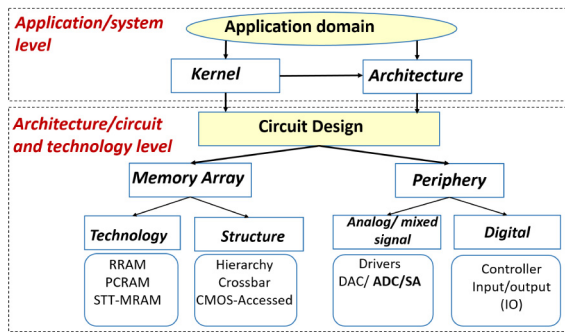 Application/system
level
Application domain
Kernel
Architecture
Architecture/circuit
and technology level
Circuit Design
Memory Array
Periphery
Technology
Structure
Analog/ mixed
signal
Digital
RRAM
PCRAM
STT-MRAM
Hierarchy
Crossbar
CMOS-Accessed
Drivers
DAC/ ADC/SA
Controller
Input/output
(IO)